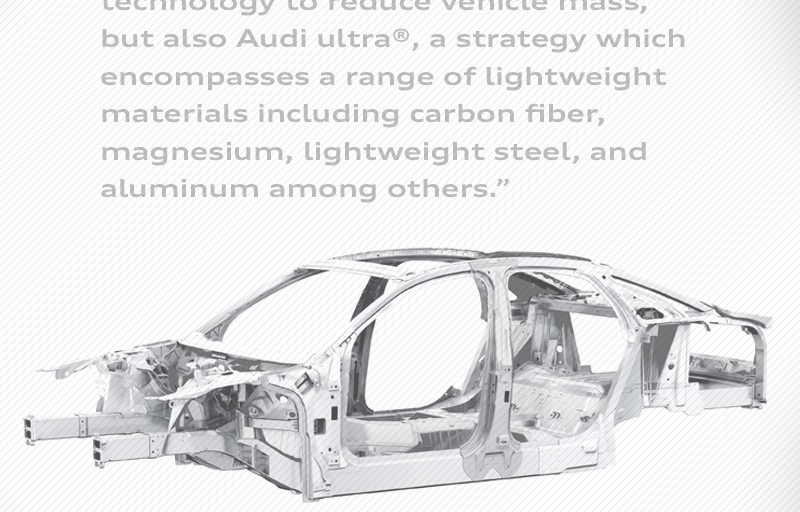 technology to reduce vehicle mass,
but also Audi ultra®, a strategy which
encompasses a range of lightweight
materials including carbon fiber,
magnesium, lightweight steel, and
aluminum among others.”